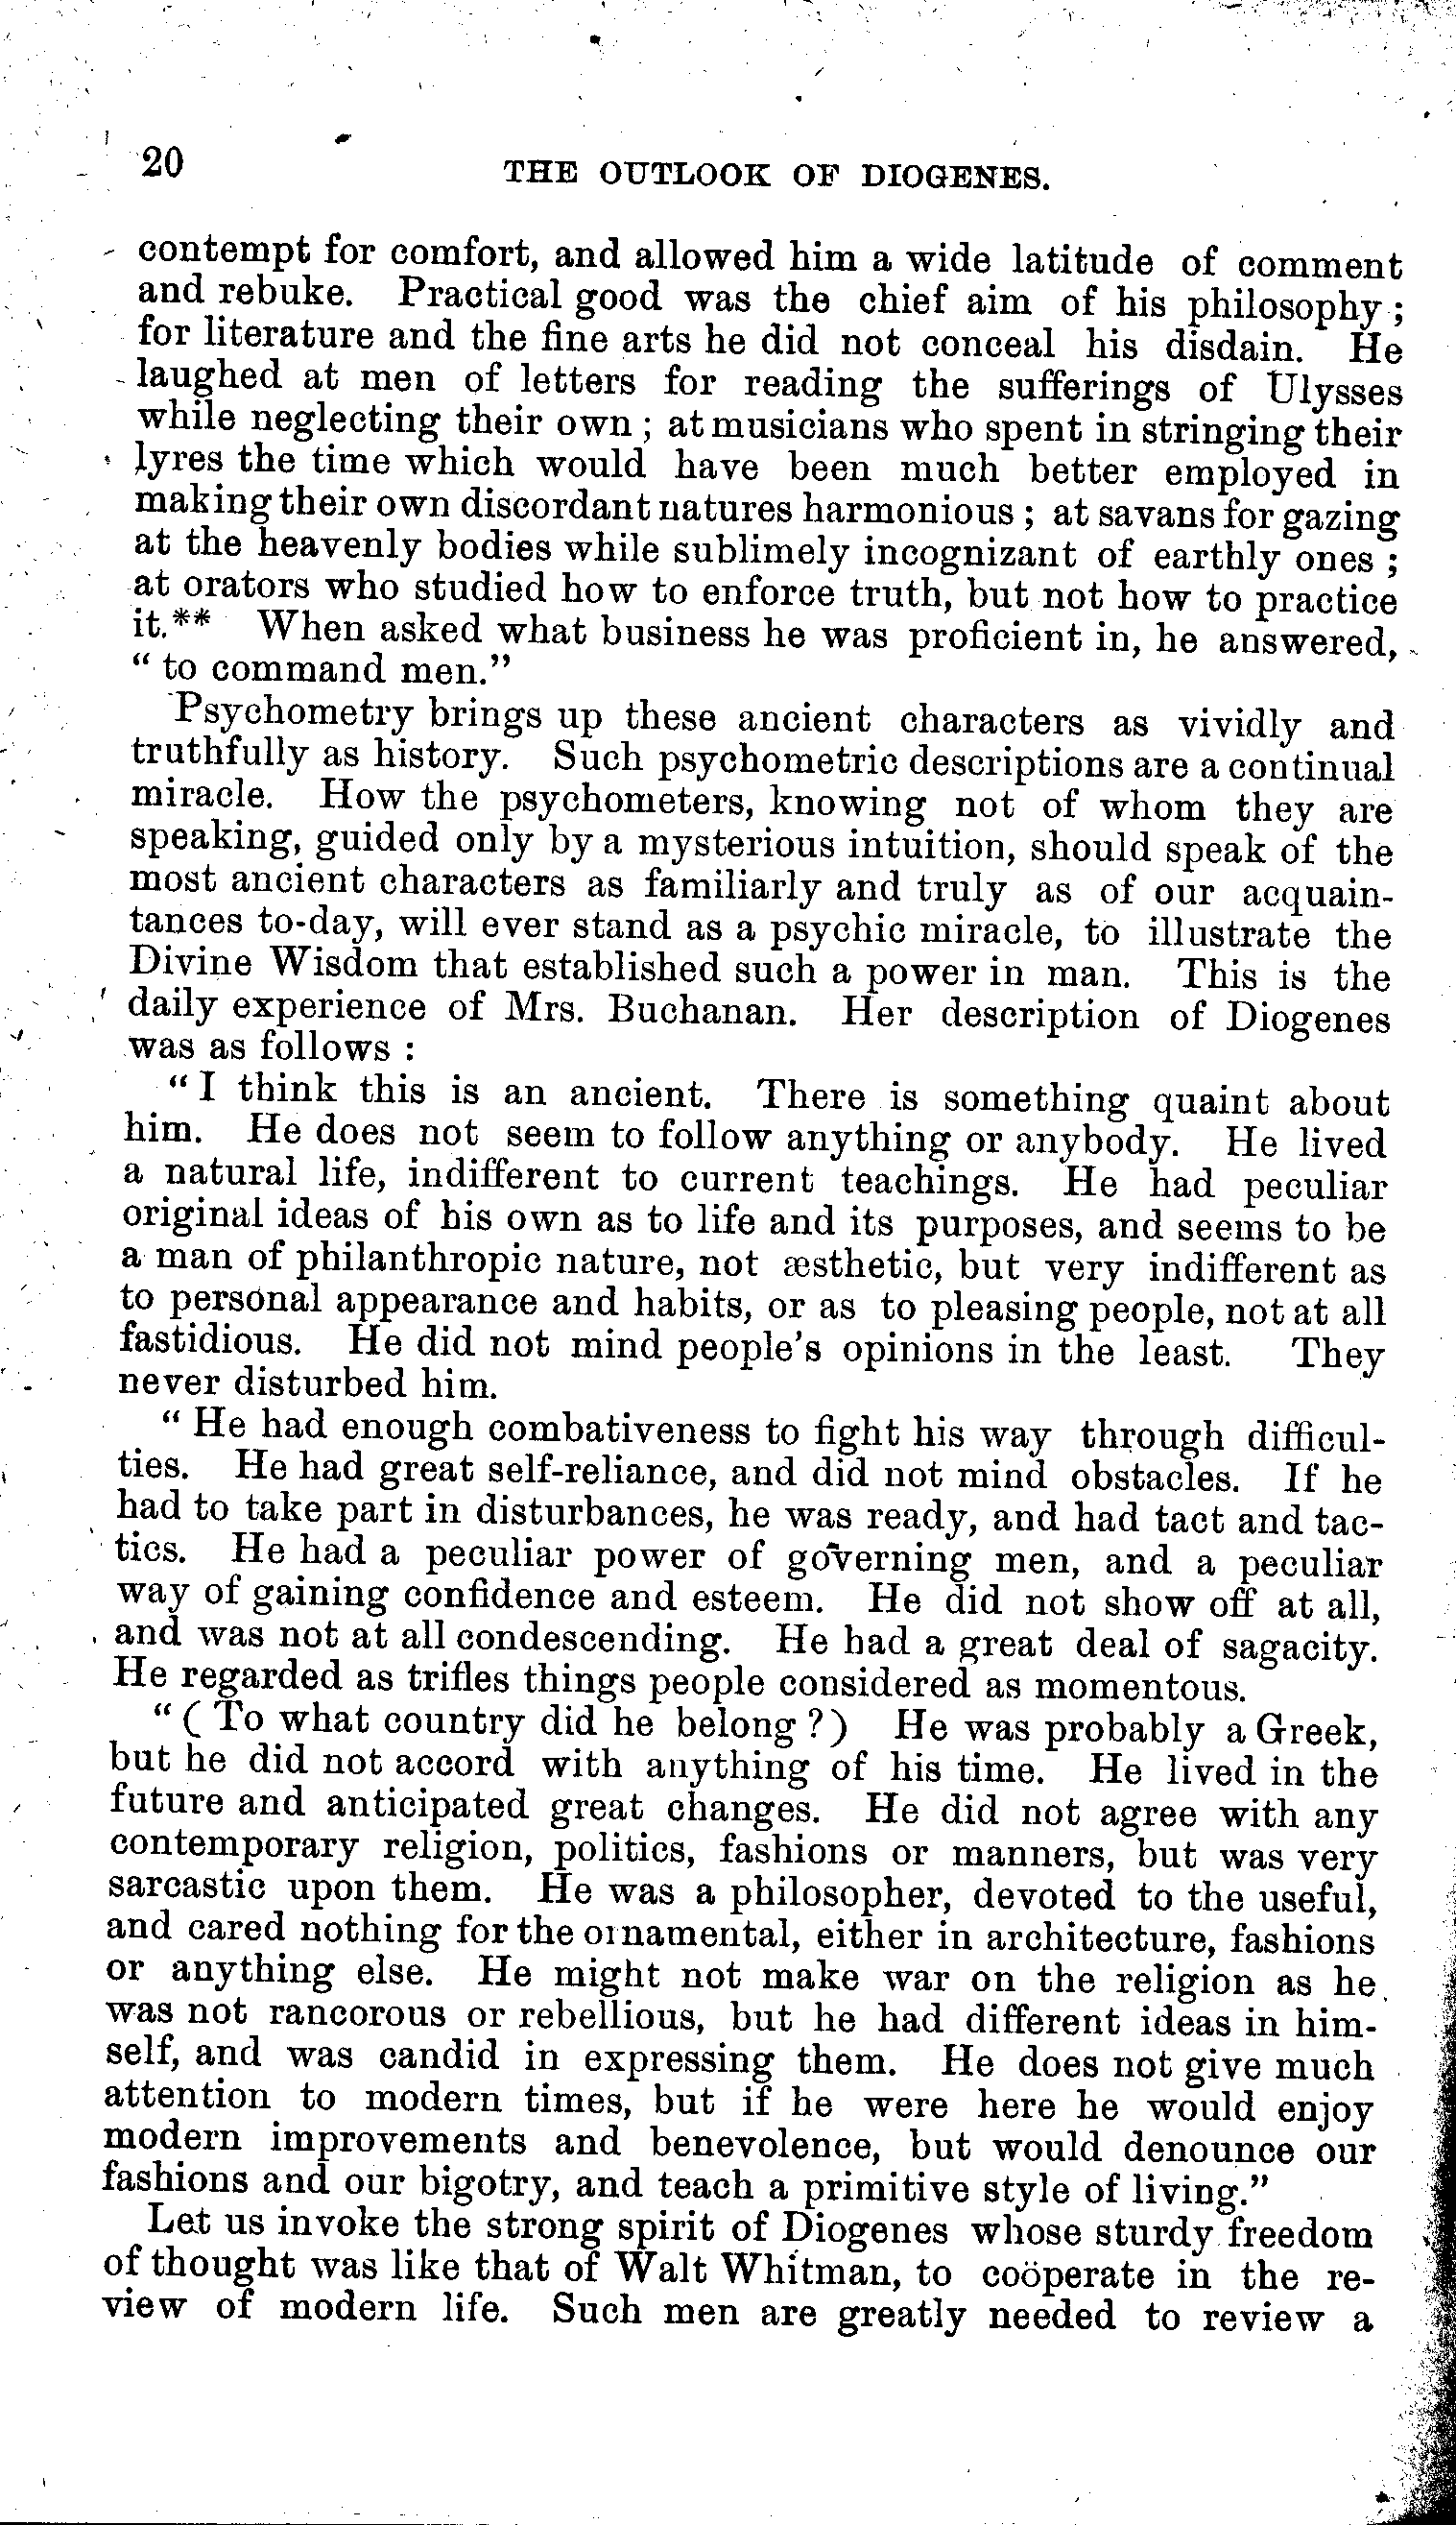 20
THE OUTLOOK OF DIOGENES.
contempt for comfort, and allowed him a wide latitude of comment
and rebuke. Practical good was the chief aim of his philosophy;
for literature and the fine arts he did not conceal his disdain. He
laughed at men of letters for reading the sufferings of Ulysses
while neglecting their own; at musicians who spent in stringing their
lyres the time which would have been much better employed in
making their own discordant natures harmonious; at savans for gazing
at the heavenly bodies while sublimely incognizant of earthly ones;
at orators who studied how to enforce truth, but not how to practice
it.** When asked what business he was proficient in, he answered,
"to command men."
Psychometry brings up these ancient characters as vividly and
truthfully as history. Such psychometric descriptions are a continual
miracle. How the psychometers, knowing not of whom they are
speaking, guided only by a mysterious intuition, should speak of the
most ancient characters as familiarly and truly as of our acquain-
tances to-day, will ever stand as a psychic miracle, to illustrate the
Divine Wisdom that established such a power in man. This is the
daily experience of Mrs. Buchanan. Her description of Diogenes
was as follows:
"I think this is an ancient. There is something quaint about
him. He does not seem to follow anything or anybody. He lived
a natural life, indifferent to current teachings. He had peculiar
original ideas of his own as to life and its purposes, and seems to be
a man of philanthropic nature, not æsthetic, but very indifferent as
to personal appearance and habits, or as to pleasing people, not at all
fastidious. He did not mind people's opinions in the least. They
never disturbed him.
"He had enough combativeness to fight his way through difficul-
ties. He had great self-reliance, and did not mind obstacles. If he
had to take part in disturbances, he was ready, and had tact and tac-
tics. He had a peculiar power of governing men, and a peculiar
way of gaining confidence and esteem. He did not show off at all,
and was not at all condescending. He had a great deal of sagacity.
He regarded as trifles things people considered as momentous.
"(To what country did he belong?) He was probably a Greek,
but he did not accord with anything of his time. He lived in the
future and anticipated great changes. He did not agree with any
contemporary religion, politics, fashions or manners, but was very
sarcastic upon them. He was a philosopher, devoted to the useful,
and cared nothing for the ornamental, either in architecture, fashions
or anything else. He might not make war on the religion as he
was not rancorous or rebellious, but he had different ideas in him-
self, and was candid in expressing them. He does not give much
attention to modern times, but if he were here he would enjoy
modern improvements and benevolence, but would denounce our
fashions and our bigotry, and teach a primitive style of living."
Let us invoke the strong spirit of Diogenes whose sturdy freedom
of thought was like that of Walt Whitman, to coöperate in the re-
view of modern life. Such men are greatly needed to review a